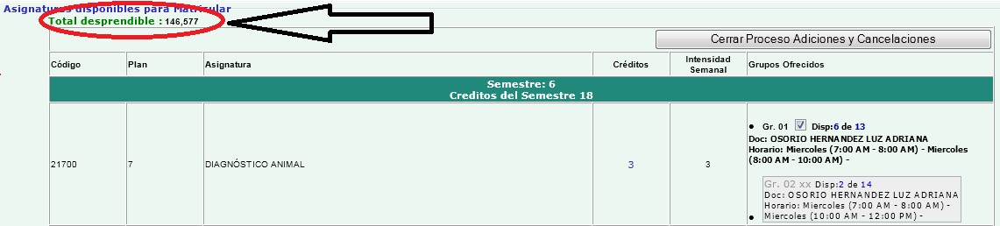 Asignaturas disponibles para Matricular
Total desprendible : 146,577
Cerrar Proceso Adiciones y Cancelaciones
Código Plan Asignatura Créditos Intensidad Semanal Grupos Ofrecidos
Semestre: 6
Creditos del Semestre 18
21700 7 DIAGNÓSTICO ANIMAL 3 3
Gr. 01 Disp:6 de 13
Doc: OSORIO HERNANDEZ LUZ ADRIANA
Horario: Miercoles (7:00 AM - 8:00 AM) - Miercoles
(8:00 AM - 10:00 AM) -
Gr. 02 xx Disp:2 de 14
Doc: OSORIO HERNANDEZ LUZ ADRIANA
Horario: Miercoles (7:00 AM - 8:00 AM) -
Miercoles (10:00 AM - 12:00 PM) -